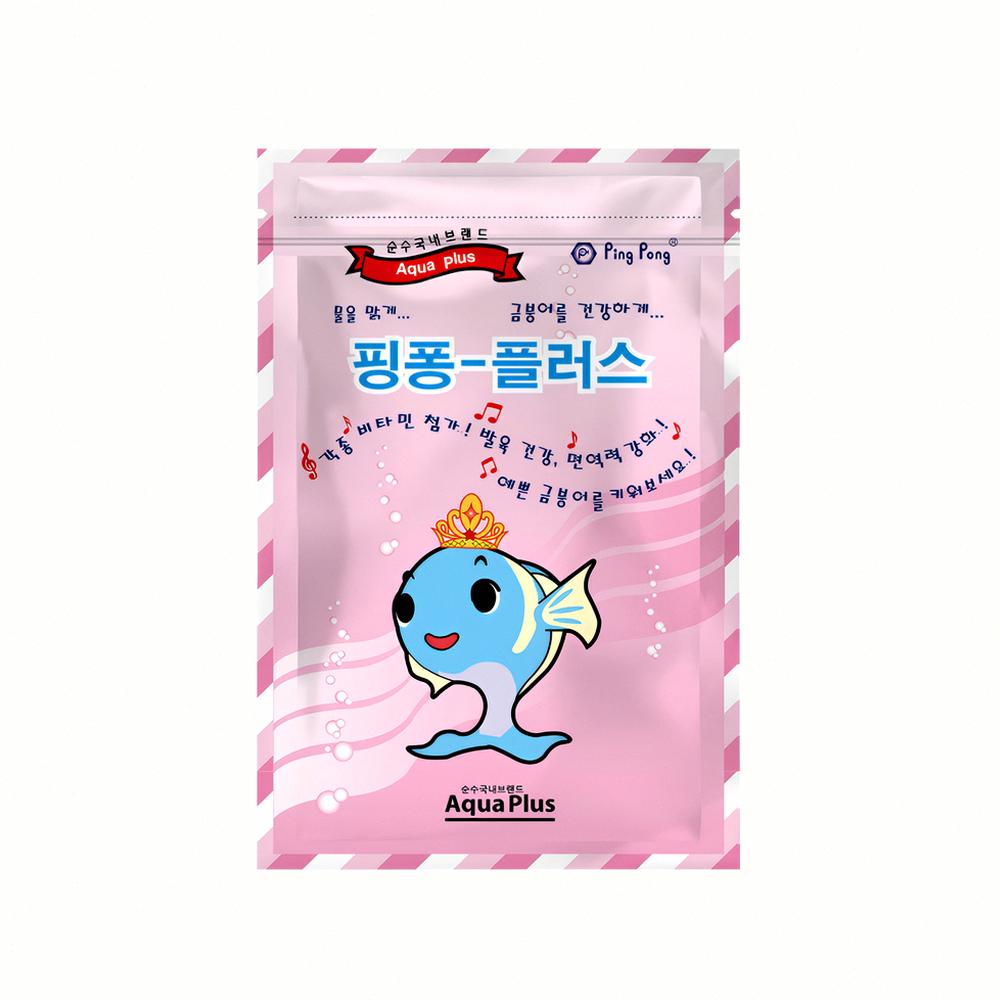 순수국내브랜드
Aqua plus
Ping Pong®
물을 맑게... 금붕어를 건강하게...
핑퐁-플러스
각종 비타민 첨가.! 발육 건강, 면역력 강화.!
예쁜 금붕어를 키워보세요.!
순수국내브랜드
Aqua Plus